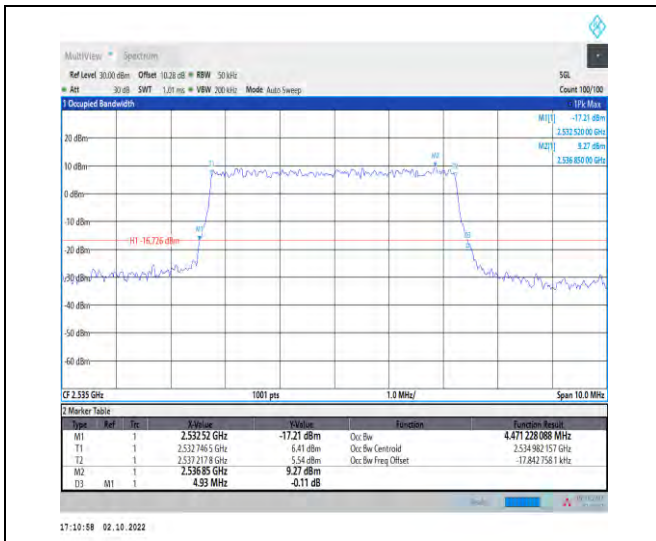 MultiView Spectrum
Ref Level 30.00 dBm Offset 10.28 dB RBW 50 kHz SGL
Att 30 dB SWT 1.01 ms VBW 200 kHz Mode Auto Sweep Count 100/100
1 Occupied Bandwidth 1Pk Max
M1[1] -17.21 dBm
2.532 520 00 GHz
M2[1] 9.27 dBm
2.536 850 00 GHz
20 dBm
10 dBm
T1 M2 T2
0 dBm
-10 dBm
M1
H1 -16.726 dBm
D3
-20 dBm
-30 dBm
-40 dBm
-50 dBm
-60 dBm
CF 2.535 GHz 1001 pts 1.0 MHz/ Span 10.0 MHz
2 Marker Table
Type Ref Trc X-Value Y-Value Function Function Result
M1 1 2.532 52 GHz -17.21 dBm Occ Bw 4.471 228 088 MHz
T1 1 2.532 746 5 GHz 6.41 dBm Occ Bw Centroid 2.534 982 157 GHz
T2 1 2.537 217 8 GHz 5.54 dBm Occ Bw Freq Offset -17.842 758 1 kHz
M2 1 2.536 85 GHz 9.27 dBm
D3 M1 1 4.93 MHz -0.11 dB
17:10:58 02.10.2022